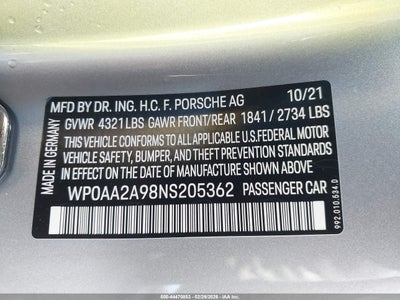 MFD BY DR. ING. H.C. F. PORSCHE AG 10/21
GVWR 4321 LBS GAWR FRONT/REAR 1841 / 2734 LBS
THIS VEHICLE CONFORMS TO ALL APPLICABLE U.S.FEDERAL MOTOR
VEHICLE SAFETY, BUMPER, AND THEFT PREVENTION STANDARDS
IN EFFECT ON THE DATE OF MANUFACTURE SHOWN ABOVE.
WP0AA2A98NS205362 PASSENGER CAR
MADE IN GERMANY
992.010.534.0